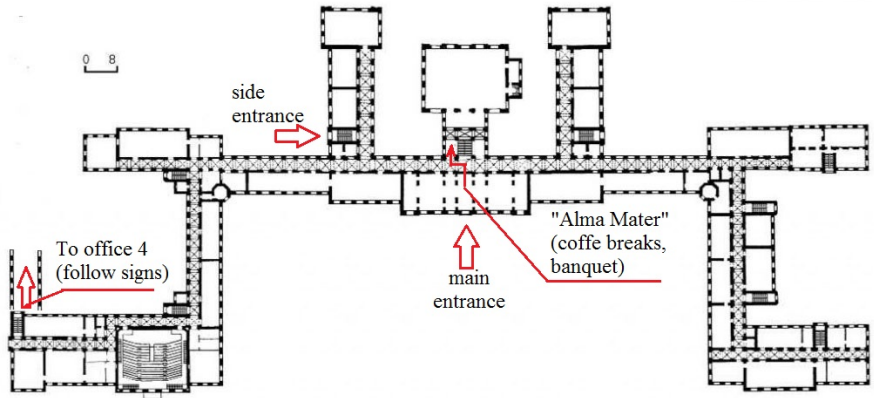 0 8
side
entrance
To office 4
(follow signs)
main
entrance
"Alma Mater"
(coffe breaks,
banquet)